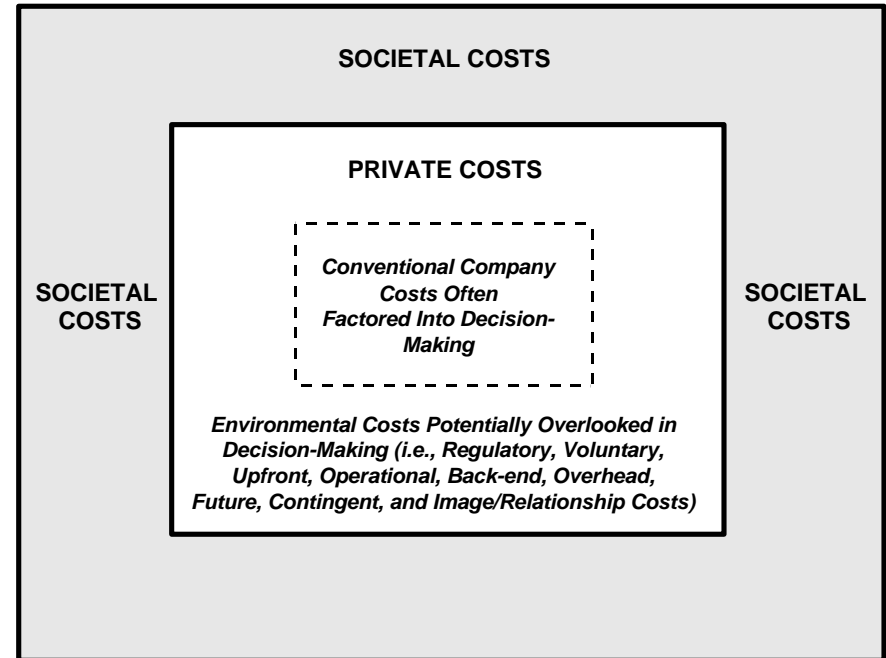 SOCIETAL COSTS
PRIVATE COSTS
Conventional Company
Costs Often
Factored Into Decision-
Making
SOCIETAL
COSTS
SOCIETAL
COSTS
Environmental Costs Potentially Overlooked in
Decision-Making (i.e., Regulatory, Voluntary,
Upfront, Operational, Back-end, Overhead,
Future, Contingent, and Image/Relationship Costs)